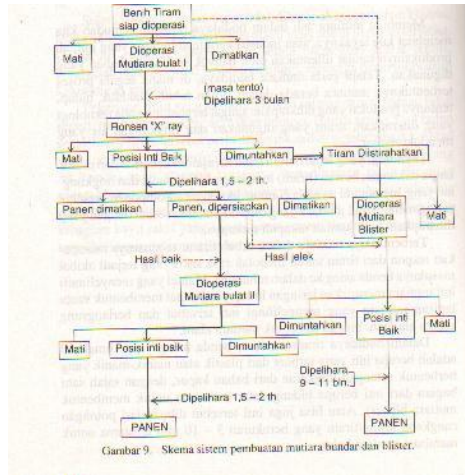 Benih Tiram
siap dioperasi
Mati
Dioperasi
Mutiara bulat I
Dimatikan
(masa tento)
Dipelihara 3 bulan
Ronsen "X" ray
Mati
Posisi Inti Baik
Dimuntahkan
Tiram Diistirahatkan
Dipelihara 1,5 – 2 th.
Panen dimatikan
Panen, dipersiapkan
Dimatikan
Dioperasi
Mutiara
Blister
Mati
Hasil baik
Hasil jelek
Dioperasi
Mutiara bulat II
Dimuntahkan
Posisi inti
Baik
Mati
Mati
Posisi inti baik
Dimuntahkan
Dipelihara
9 – 11 bln.
Dipelihara 1,5 – 2 th
PANEN
PANEN
Gambar 9. Skema sistem pembuatan mutiara bundar dan blister.